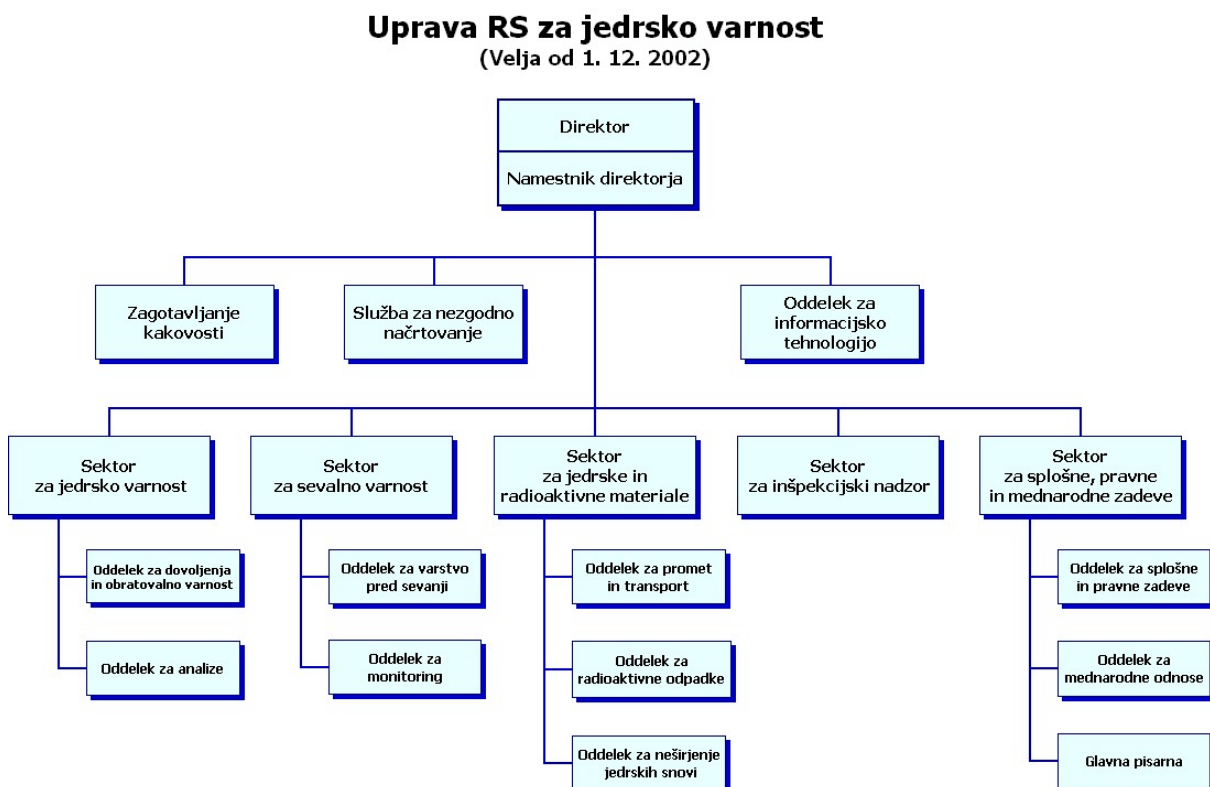 Uprava RS za jedrsko varnost
(Velja od 1. 12. 2002)
Direktor
Namestnik direktorja
Zagotavljanje
kakovosti
Služba za nezgodno
načrtovanje
Oddelek za
informacijsko
tehnologijo
Sektor
za jedrsko varnost
Sektor
za sevalno varnost
Sektor
za jedrske in
radioaktivne materiale
Sektor
za inšpekcijski nadzor
Sektor
za splošne, pravne
in mednarodne zadeve
Oddelek za dovoljenja
in obratovalno varnost
Oddelek za analize
Oddelek za varstvo
pred sevanji
Oddelek za
monitoring
Oddelek za promet
in transport
Oddelek za
radioaktivne odpadke
Oddelek za neširjenje
jedrskih snovi
Oddelek za splošne
in pravne zadeve
Oddelek za
mednarodne odnose
Glavna pisarna